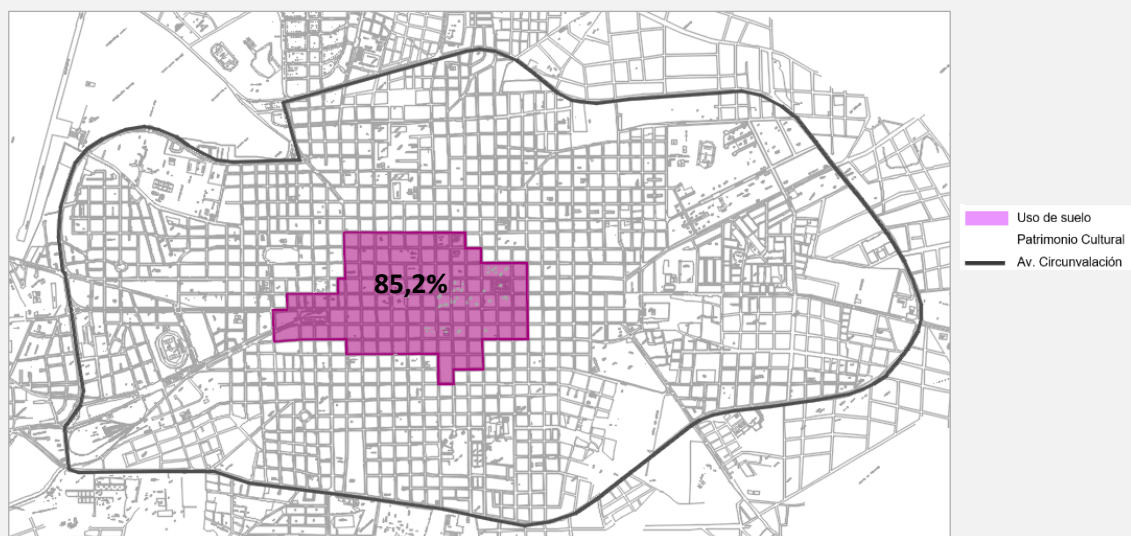 85,2%
Uso de suelo
Patrimonio Cultural
Av. Circunvalación